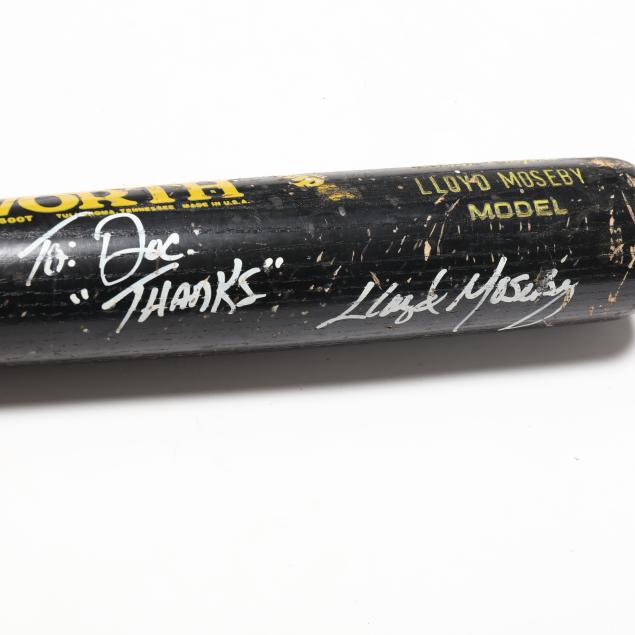 WORTH
TULLAHOMA, TENNESSEE MADE IN U.S.A.
To: Doc.
"THANKS"
LLOYD MOSEBY
MODEL
Lloyd Moseby